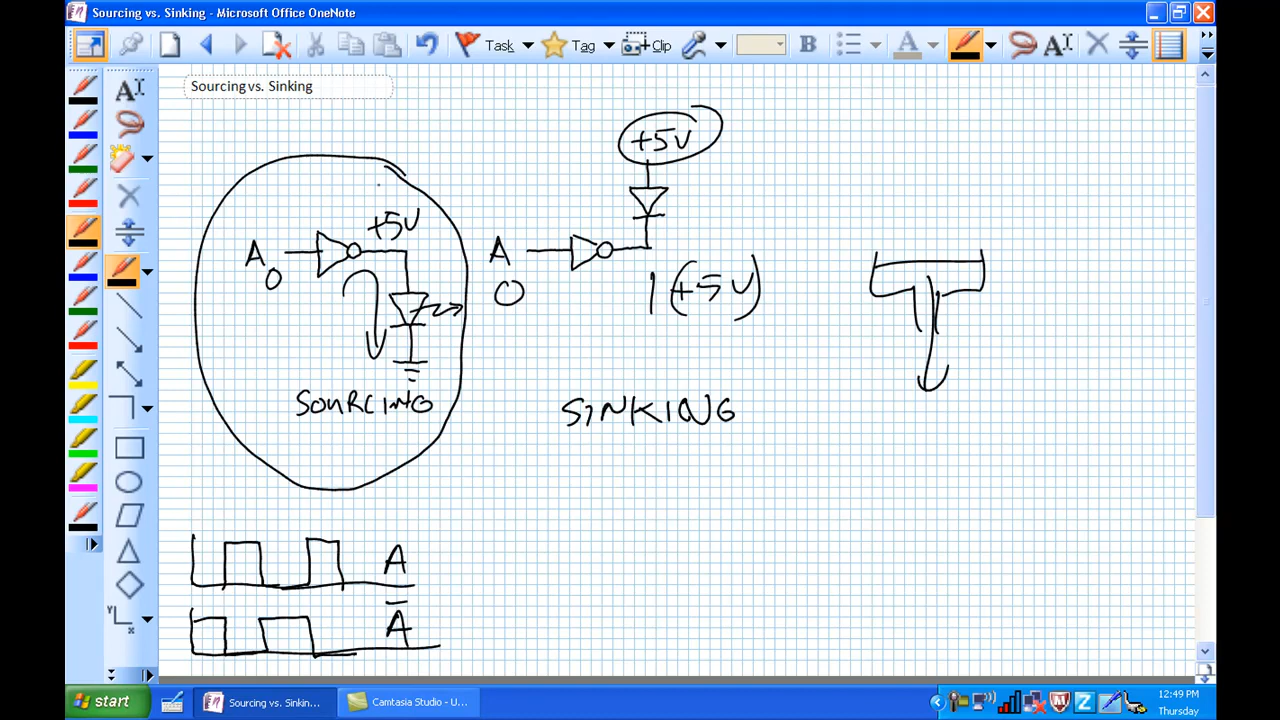 Sourcing vs. Sinking - Microsoft Office OneNote
Task
Tag
Clip
B
A
A
Sourcing vs. Sinking
+5V
+5V
A
0
A
0
1 (+5V)
SOURCING
SINKING
A
A̅
start
Sourcing vs. Sinkin...
Camtasia Studio - U...
12:49 PM
Thursday